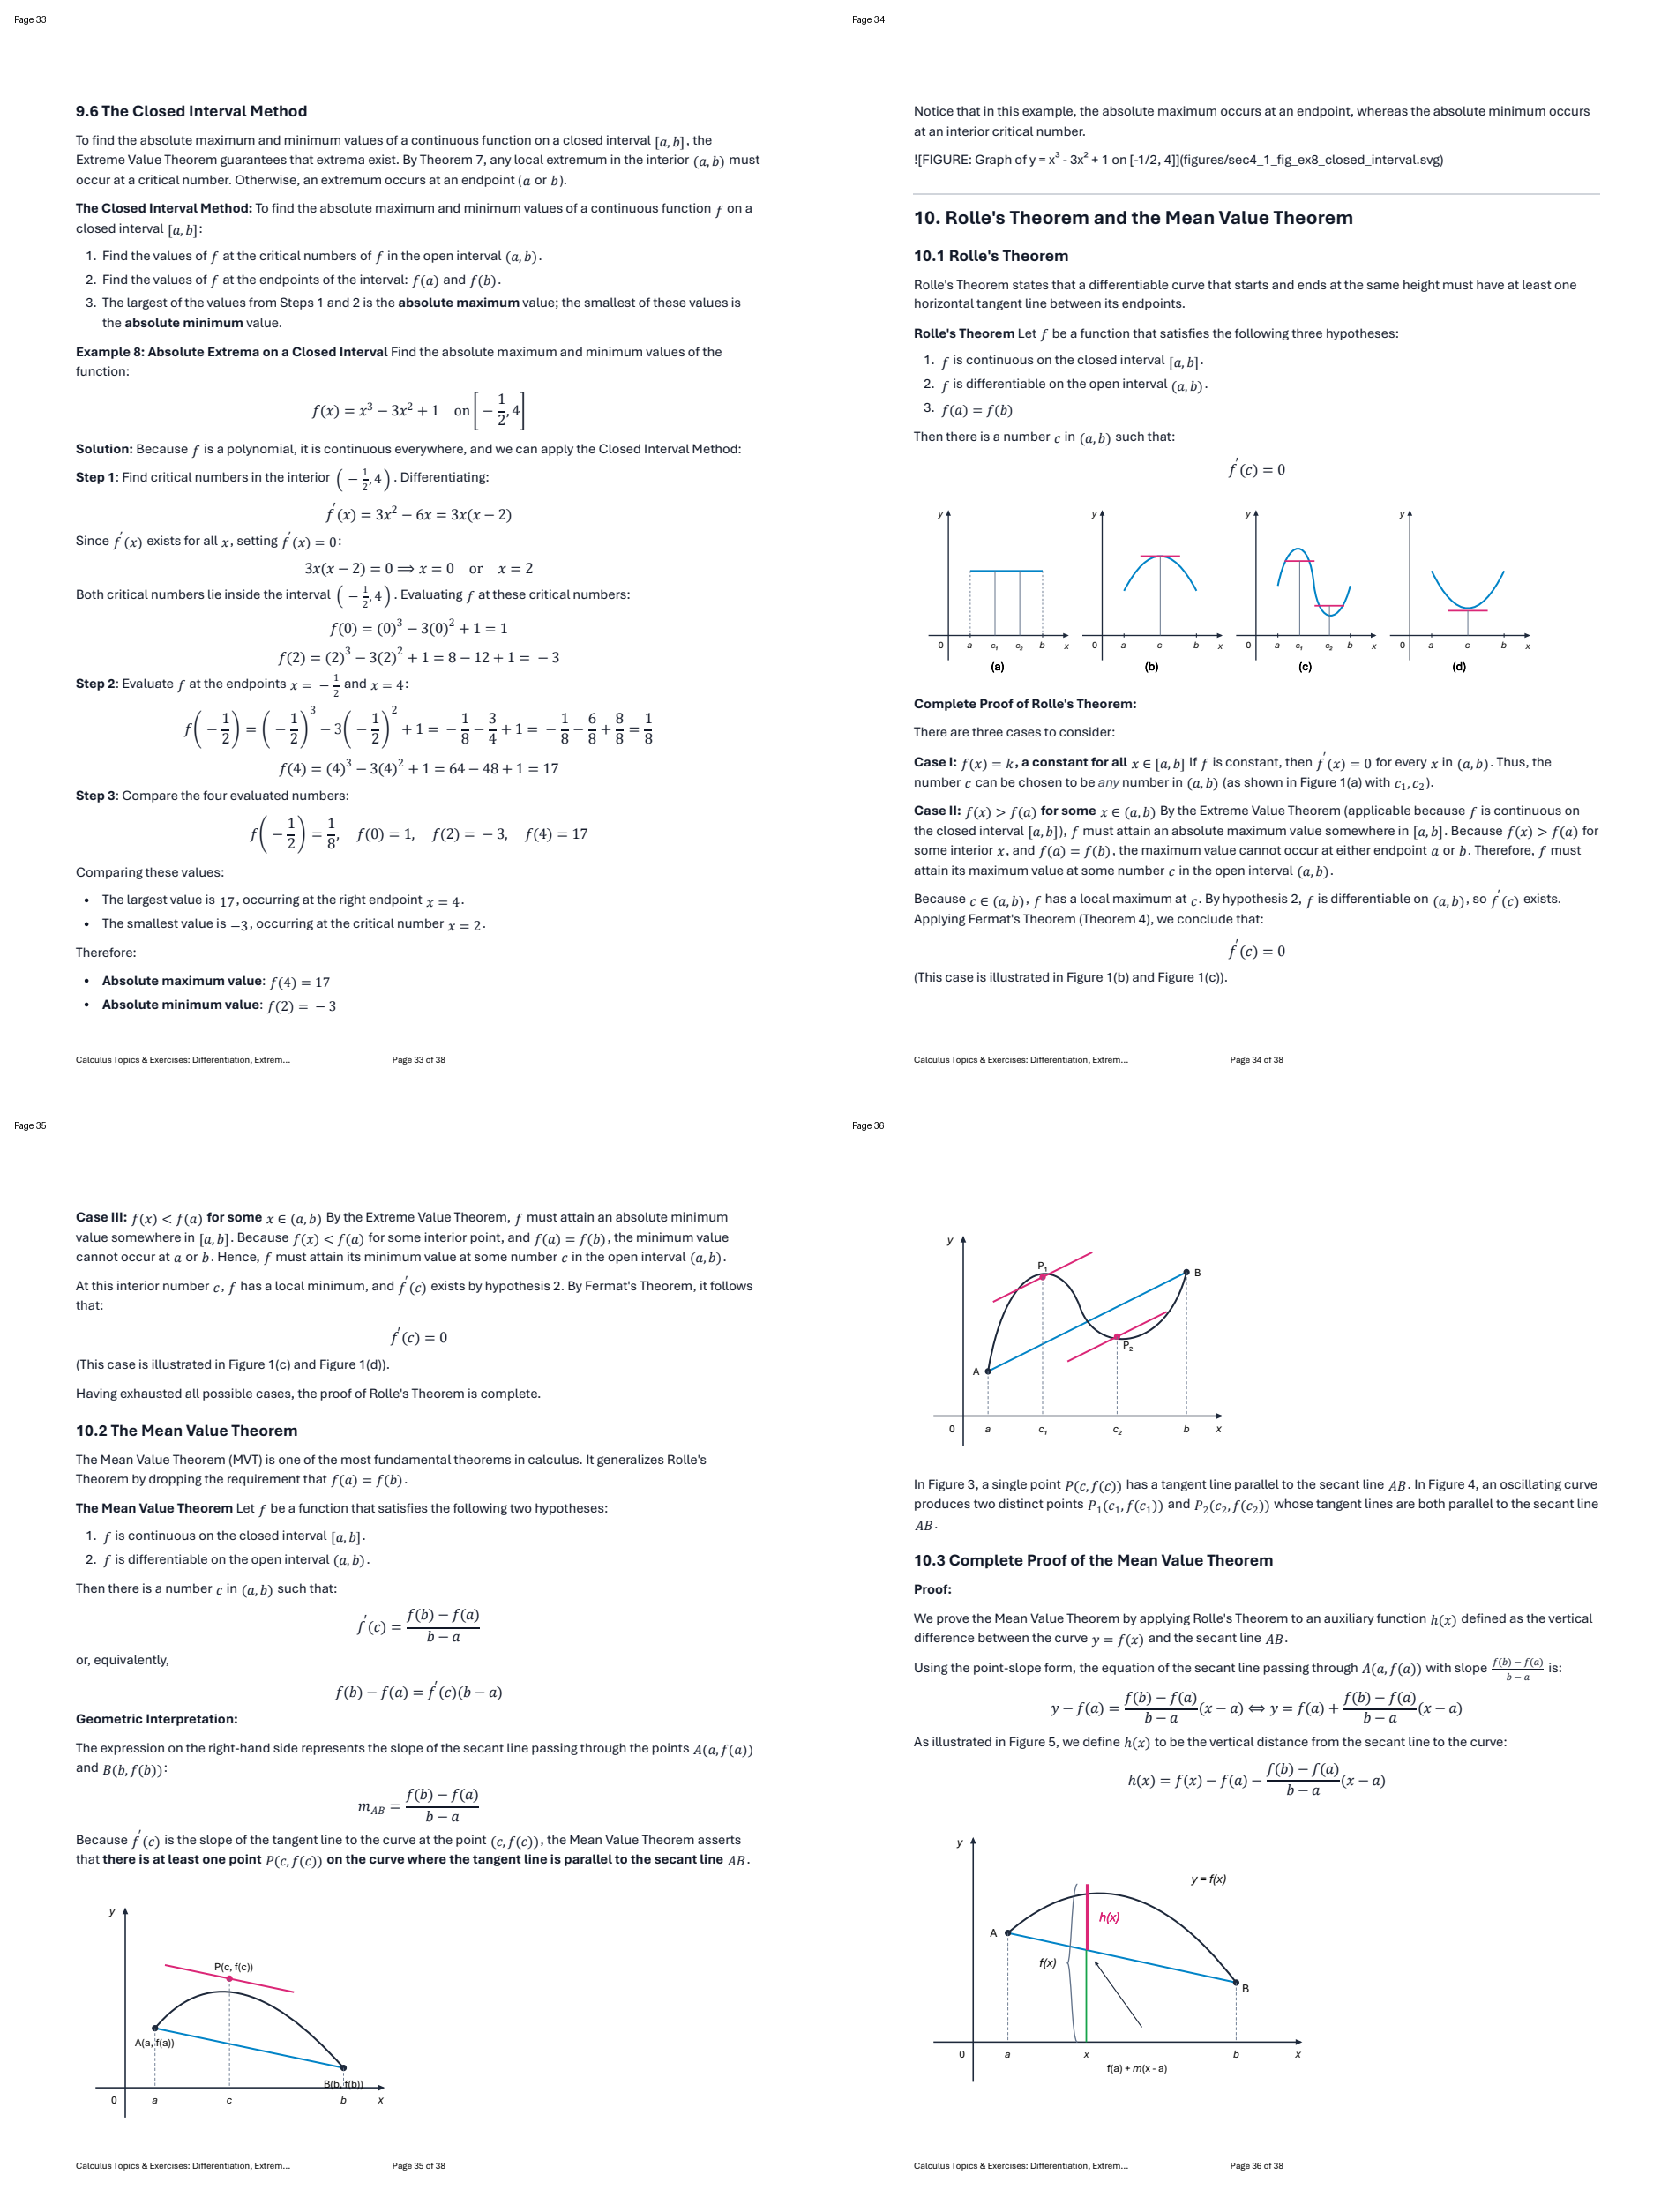 Page 33
9.6 The Closed Interval Method
To find the absolute maximum and minimum values of a continuous function on a closed interval [a, b], the
Extreme Value Theorem guarantees that extrema exist. By Theorem 7, any local extremum in the interior (a, b) must
occur at a critical number. Otherwise, an extremum occurs at an endpoint (a or b).
The Closed Interval Method: To find the absolute maximum and minimum values of a continuous function f on a
closed interval [a, b]:
1. Find the values of f at the critical numbers of f in the open interval (a, b).
2. Find the values of f at the endpoints of the interval: f(a) and f(b).
3. The largest of the values from Steps 1 and 2 is the absolute maximum value; the smallest of these values is
the absolute minimum value.
Example 8: Absolute Extrema on a Closed Interval Find the absolute maximum and minimum values of the
function:
f(x) = x³ − 3x² + 1 on [−1/2, 4]
Solution: Because f is a polynomial, it is continuous everywhere, and we can apply the Closed Interval Method:
Step 1: Find critical numbers in the interior (−1/2, 4). Differentiating:
f′(x) = 3x² − 6x = 3x(x − 2)
Since f′(x) exists for all x, setting f′(x) = 0:
3x(x − 2) = 0 ⟹ x = 0 or x = 2
Both critical numbers lie inside the interval (−1/2, 4). Evaluating f at these critical numbers:
f(0) = (0)³ − 3(0)² + 1 = 1
f(2) = (2)³ − 3(2)² + 1 = 8 − 12 + 1 = −3
Step 2: Evaluate f at the endpoints x = −1/2 and x = 4:
f(−1/2) = (−1/2)³ − 3(−1/2)² + 1 = −1/8 − 3/4 + 1 = −1/8 − 6/8 + 8/8 = 1/8
f(4) = (4)³ − 3(4)² + 1 = 64 − 48 + 1 = 17
Step 3: Compare the four evaluated numbers:
f(−1/2) = 1/8, f(0) = 1, f(2) = −3, f(4) = 17
Comparing these values:
• The largest value is 17, occurring at the right endpoint x = 4.
• The smallest value is −3, occurring at the critical number x = 2.
Therefore:
• Absolute maximum value: f(4) = 17
• Absolute minimum value: f(2) = −3
Calculus Topics & Exercises: Differentiation, Extrem... Page 33 of 38
Page 34
Notice that in this example, the absolute maximum occurs at an endpoint, whereas the absolute minimum occurs
at an interior critical number.
![FIGURE: Graph of y = x³ - 3x² + 1 on [-1/2, 4]](figures/sec4_1_fig_ex8_closed_interval.svg)
10. Rolle's Theorem and the Mean Value Theorem
10.1 Rolle's Theorem
Rolle's Theorem states that a differentiable curve that starts and ends at the same height must have at least one
horizontal tangent line between its endpoints.
Rolle's Theorem Let f be a function that satisfies the following three hypotheses:
1. f is continuous on the closed interval [a, b].
2. f is differentiable on the open interval (a, b).
3. f(a) = f(b)
Then there is a number c in (a, b) such that:
f′(c) = 0
y y y y
0 a c₁ c₂ b x 0 a c b x 0 a c₁ c₂ b x 0 a c b x
(a) (b) (c) (d)
Complete Proof of Rolle's Theorem:
There are three cases to consider:
Case I: f(x) = k, a constant for all x ∈ [a, b] If f is constant, then f′(x) = 0 for every x in (a, b). Thus, the
number c can be chosen to be any number in (a, b) (as shown in Figure 1(a) with c₁, c₂).
Case II: f(x) > f(a) for some x ∈ (a, b) By the Extreme Value Theorem (applicable because f is continuous on
the closed interval [a, b]), f must attain an absolute maximum value somewhere in [a, b]. Because f(x) > f(a) for
some interior x, and f(a) = f(b), the maximum value cannot occur at either endpoint a or b. Therefore, f must
attain its maximum value at some number c in the open interval (a, b).
Because c ∈ (a, b), f has a local maximum at c. By hypothesis 2, f is differentiable on (a, b), so f′(c) exists.
Applying Fermat's Theorem (Theorem 4), we conclude that:
f′(c) = 0
(This case is illustrated in Figure 1(b) and Figure 1(c)).
Calculus Topics & Exercises: Differentiation, Extrem... Page 34 of 38
Page 35
Case III: f(x) < f(a) for some x ∈ (a, b) By the Extreme Value Theorem, f must attain an absolute minimum
value somewhere in [a, b]. Because f(x) < f(a) for some interior point, and f(a) = f(b), the minimum value
cannot occur at a or b. Hence, f must attain its minimum value at some number c in the open interval (a, b).
At this interior number c, f has a local minimum, and f′(c) exists by hypothesis 2. By Fermat's Theorem, it follows
that:
f′(c) = 0
(This case is illustrated in Figure 1(c) and Figure 1(d)).
Having exhausted all possible cases, the proof of Rolle's Theorem is complete.
10.2 The Mean Value Theorem
The Mean Value Theorem (MVT) is one of the most fundamental theorems in calculus. It generalizes Rolle's
Theorem by dropping the requirement that f(a) = f(b).
The Mean Value Theorem Let f be a function that satisfies the following two hypotheses:
1. f is continuous on the closed interval [a, b].
2. f is differentiable on the open interval (a, b).
Then there is a number c in (a, b) such that:
f′(c) = (f(b) − f(a))/(b − a)
or, equivalently,
f(b) − f(a) = f′(c)(b − a)
Geometric Interpretation:
The expression on the right-hand side represents the slope of the secant line passing through the points A(a, f(a))
and B(b, f(b)):
m_AB = (f(b) − f(a))/(b − a)
Because f′(c) is the slope of the tangent line to the curve at the point (c, f(c)), the Mean Value Theorem asserts
that there is at least one point P(c, f(c)) on the curve where the tangent line is parallel to the secant line AB.
y
P(c, f(c))
A(a, f(a))
B(b, f(b))
0 a c b x
Calculus Topics & Exercises: Differentiation, Extrem... Page 35 of 38
Page 36
y
P₁
B
P₂
A
0 a c₁ c₂ b x
In Figure 3, a single point P(c, f(c)) has a tangent line parallel to the secant line AB. In Figure 4, an oscillating curve
produces two distinct points P₁(c₁, f(c₁)) and P₂(c₂, f(c₂)) whose tangent lines are both parallel to the secant line
AB.
10.3 Complete Proof of the Mean Value Theorem
Proof:
We prove the Mean Value Theorem by applying Rolle's Theorem to an auxiliary function h(x) defined as the vertical
difference between the curve y = f(x) and the secant line AB.
Using the point-slope form, the equation of the secant line passing through A(a, f(a)) with slope (f(b) − f(a))/(b − a) is:
y − f(a) = (f(b) − f(a))/(b − a) (x − a) ⟺ y = f(a) + (f(b) − f(a))/(b − a) (x − a)
As illustrated in Figure 5, we define h(x) to be the vertical distance from the secant line to the curve:
h(x) = f(x) − f(a) − (f(b) − f(a))/(b − a) (x − a)
y
y = f(x)
h(x)
A
f(x)
B
0 a x b x
f(a) + m(x - a)
Calculus Topics & Exercises: Differentiation, Extrem... Page 36 of 38